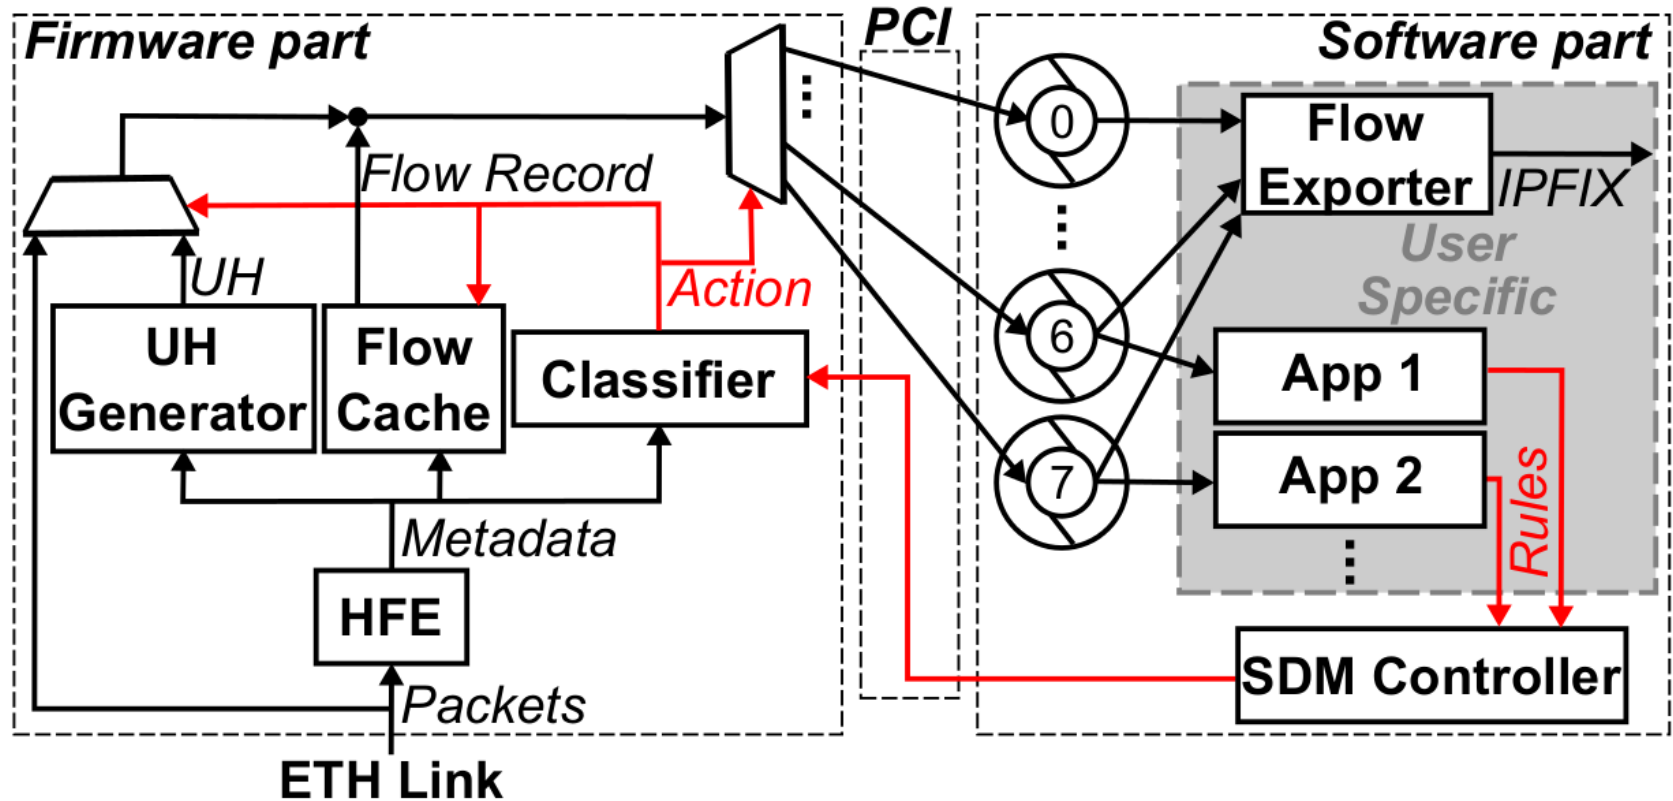 Firmware part
PCI
Software part
0
Flow
Exporter
IPFIX
Flow Record
User
Specific
UH
Action
UH
Generator
Flow
Cache
Classifier
6
App 1
7
App 2
Rules
Metadata
HFE
SDM Controller
Packets
ETH Link